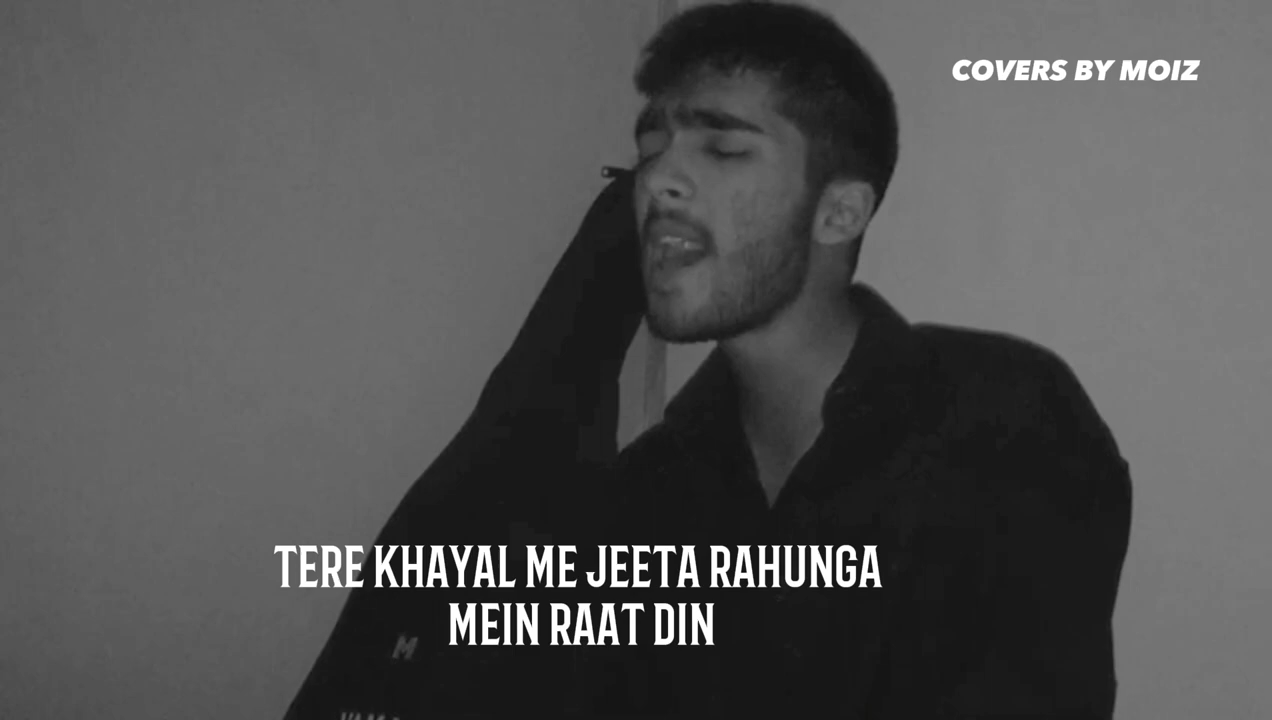 COVERS BY MOIZ
TERE KHAYAL ME JEETA RAHUNGA
MEIN RAAT DIN
M